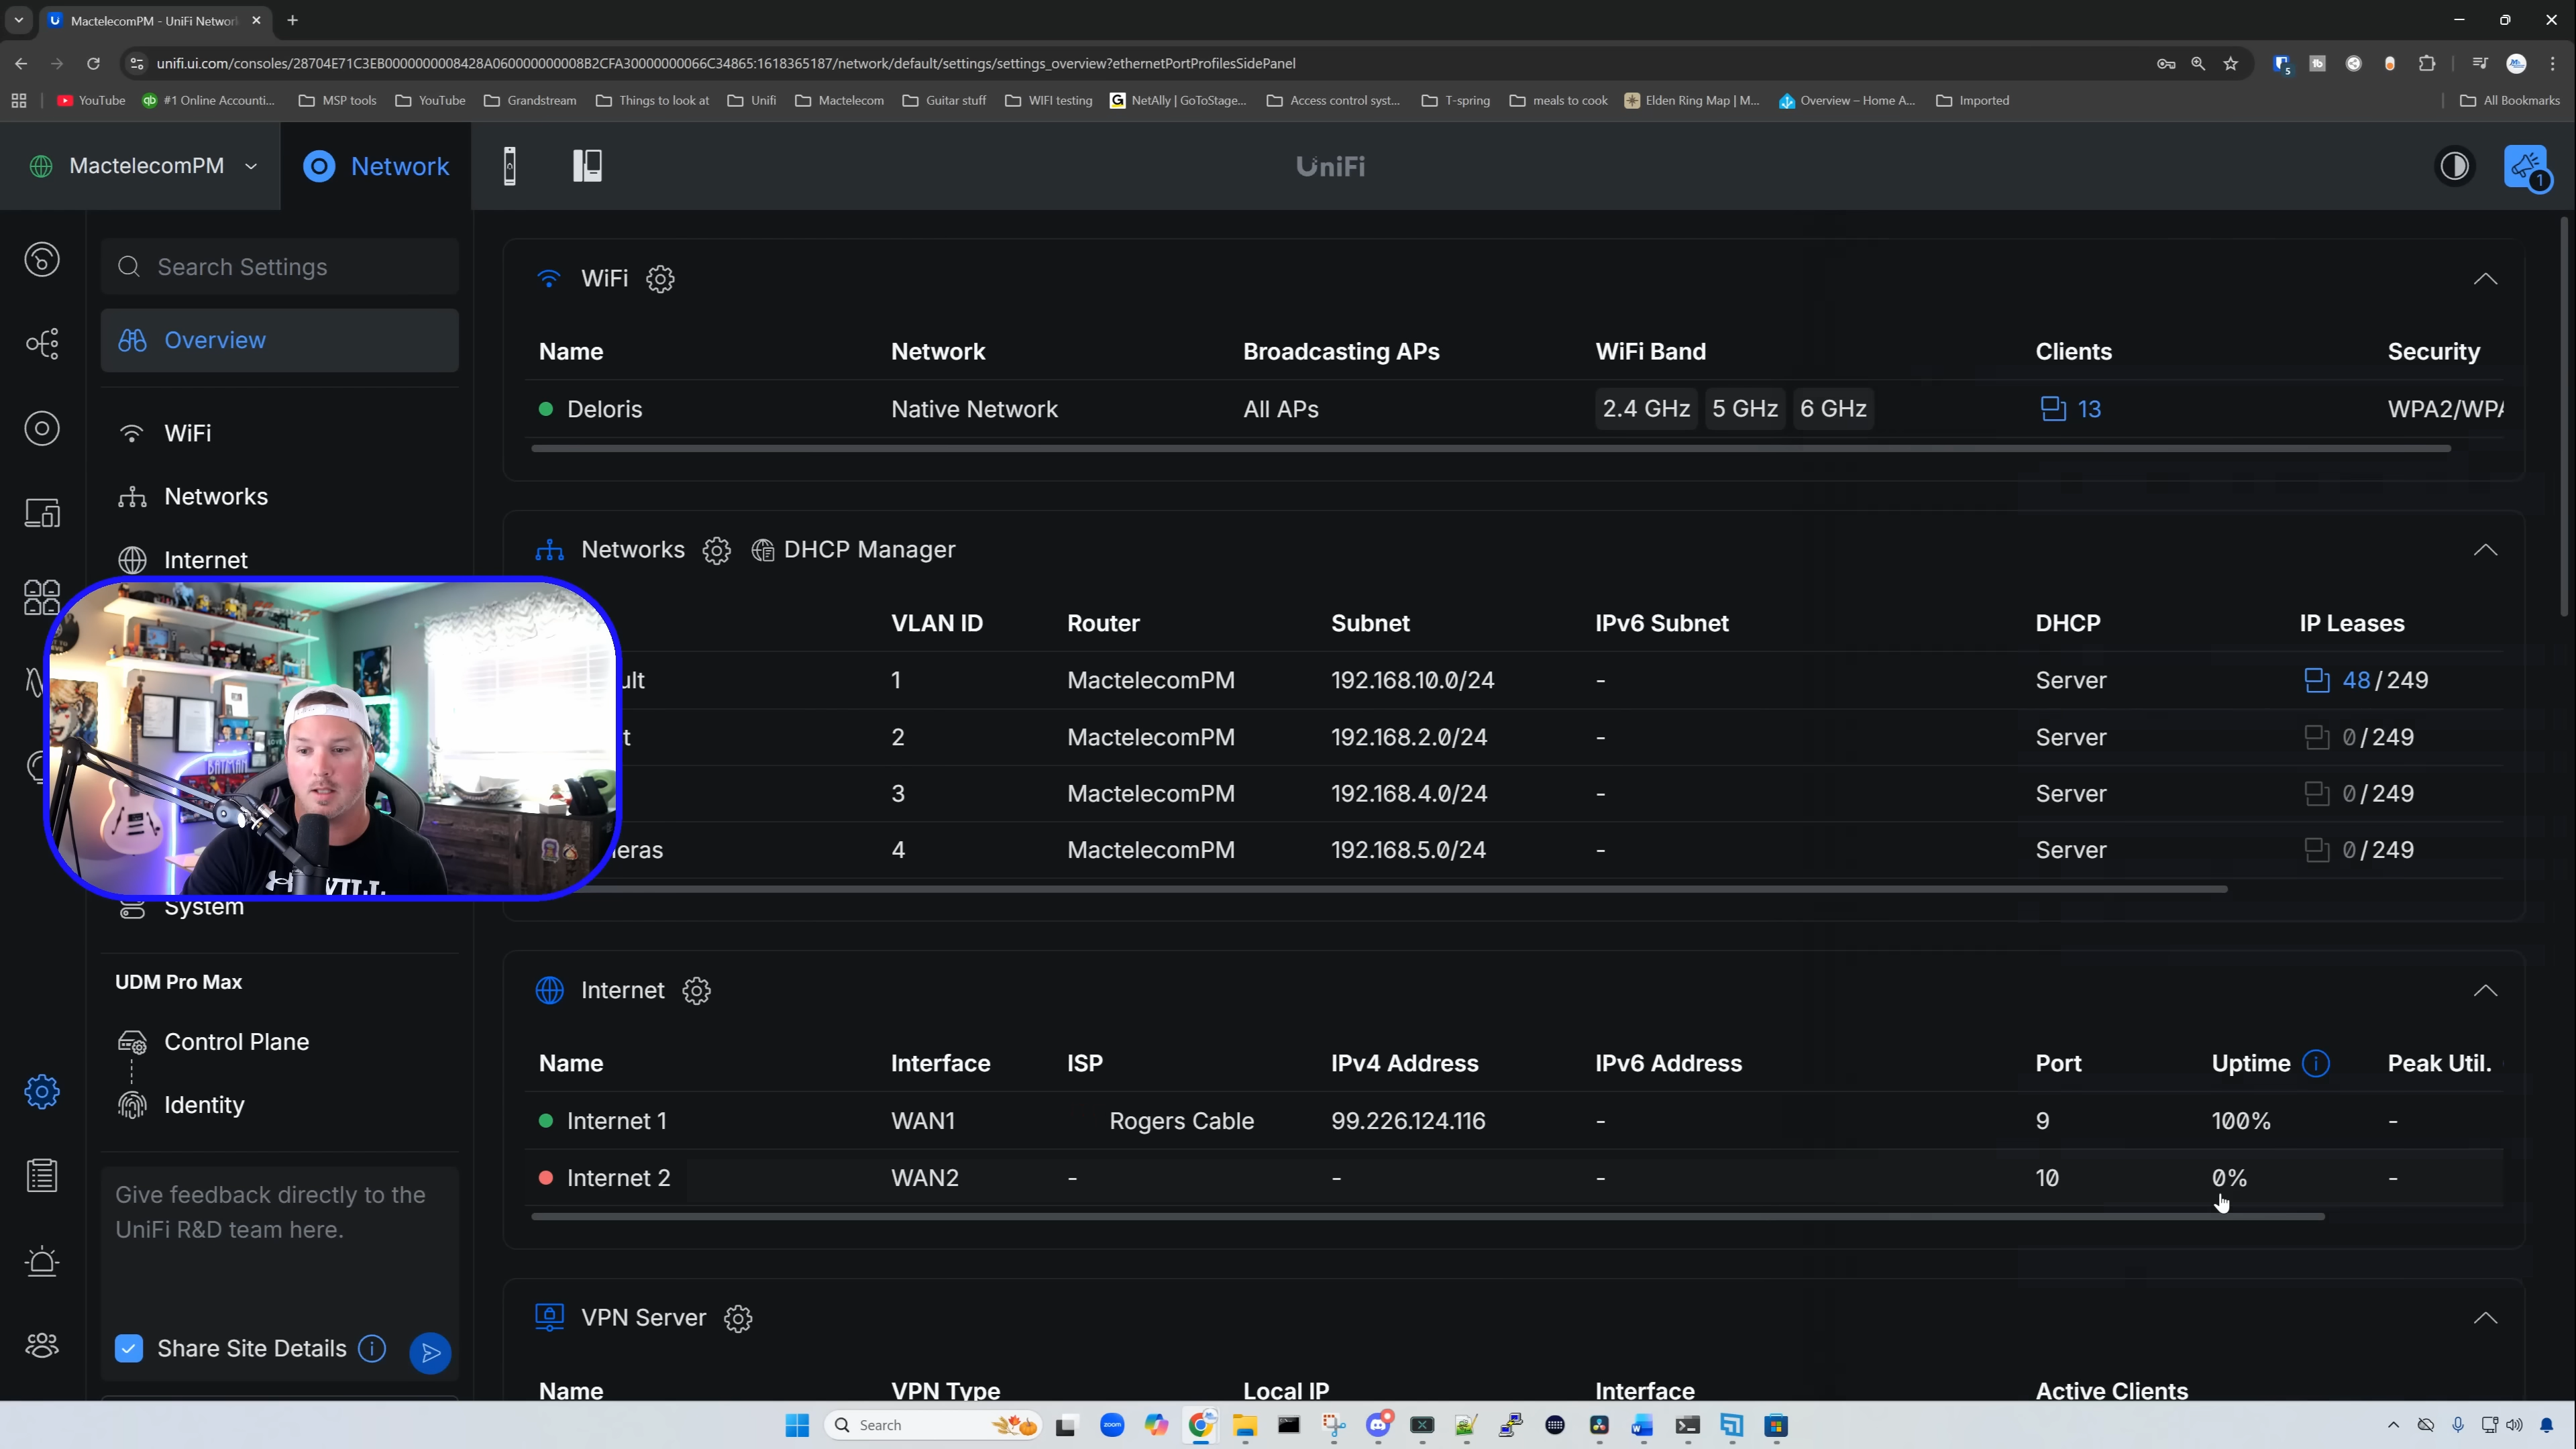 MactelecomPM - UniFi Network
unifi.ui.com/consoles/28704E71C3EB0000000008428A060000000008B2CFA30000000066C34865:1618365187/network/default/settings/settings_overview?ethernetPortProfilesSidePanel
YouTube #1 Online Accounti... MSP tools YouTube Grandstream Things to look at Unifi Mactelecom Guitar stuff WIFI testing NetAlly | GoToStage... Access control syst... T-spring meals to cook Elden Ring Map | M... Overview – Home A... Imported All Bookmarks
MactelecomPM Network UniFi 1
Search Settings
Overview
WiFi
Networks
Internet
System
UDM Pro Max
Control Plane
Identity
Give feedback directly to the
UniFi R&D team here.
Share Site Details
WiFi
Name Network Broadcasting APs WiFi Band Clients Security
Deloris Native Network All APs 2.4 GHz 5 GHz 6 GHz 13 WPA2/WPA
Networks DHCP Manager
VLAN ID Router Subnet IPv6 Subnet DHCP IP Leases
ult 1 MactelecomPM 192.168.10.0/24 - Server 48/249
t 2 MactelecomPM 192.168.2.0/24 - Server 0/249
3 MactelecomPM 192.168.4.0/24 - Server 0/249
eras 4 MactelecomPM 192.168.5.0/24 - Server 0/249
Internet
Name Interface ISP IPv4 Address IPv6 Address Port Uptime Peak Util.
Internet 1 WAN1 Rogers Cable 99.226.124.116 - 9 100% -
Internet 2 WAN2 - - - 10 0% -
VPN Server
Name VPN Type Local IP Interface Active Clients
BATMAN
Search
zoom